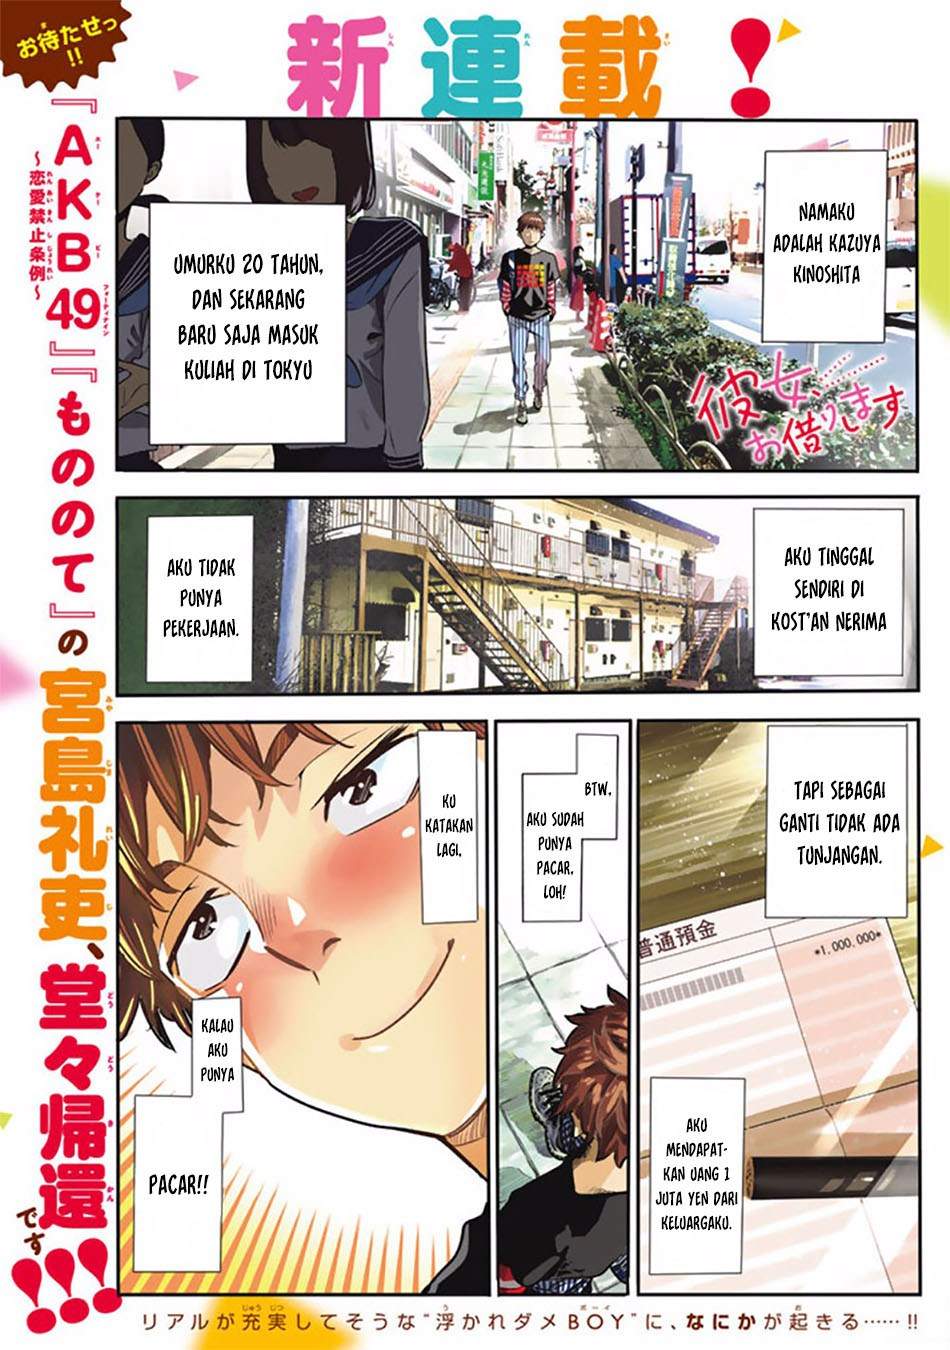 お待たせっ
!!
新連載！
『AKB49』『もののて』の宮島礼吏、堂々帰還です!!!
～恋愛禁止条例～
NAMAKU
ADALAH KAZUYA
KINOSHITA
UMURKU 20 TAHUN,
DAN SEKARANG
BARU SAJA MASUK
KULIAH DI TOKYU
彼女、
お借りします
AKU TINGGAL
SENDIRI DI
KOST'AN NERIMA
AKU TIDAK
PUNYA
PEKERJAAN.
TAPI SEBAGAI
GANTI TIDAK ADA
TUNJANGAN.
普通預金
*1,000,000*
AKU
MENDAPAT-
KAN UANG 1
JUTA YEN DARI
KELUARGAKU.
BTW,
AKU SUDAH
PUNYA
PACAR,
LOH!
KU
KATAKAN
LAGI,
KALAU
AKU
PUNYA
PACAR!!
リアルが充実してそうな“浮かれダメBOY”に、なにかが起きる……!!